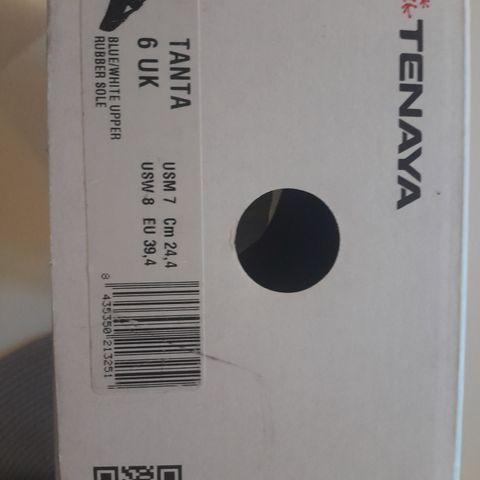 TENAYA
TANTA
6 UK
USM 7 Cm 24,4
USW 8 EU 39,4
BLUE/WHITE UPPER
RUBBER SOLE
8 435350 213251